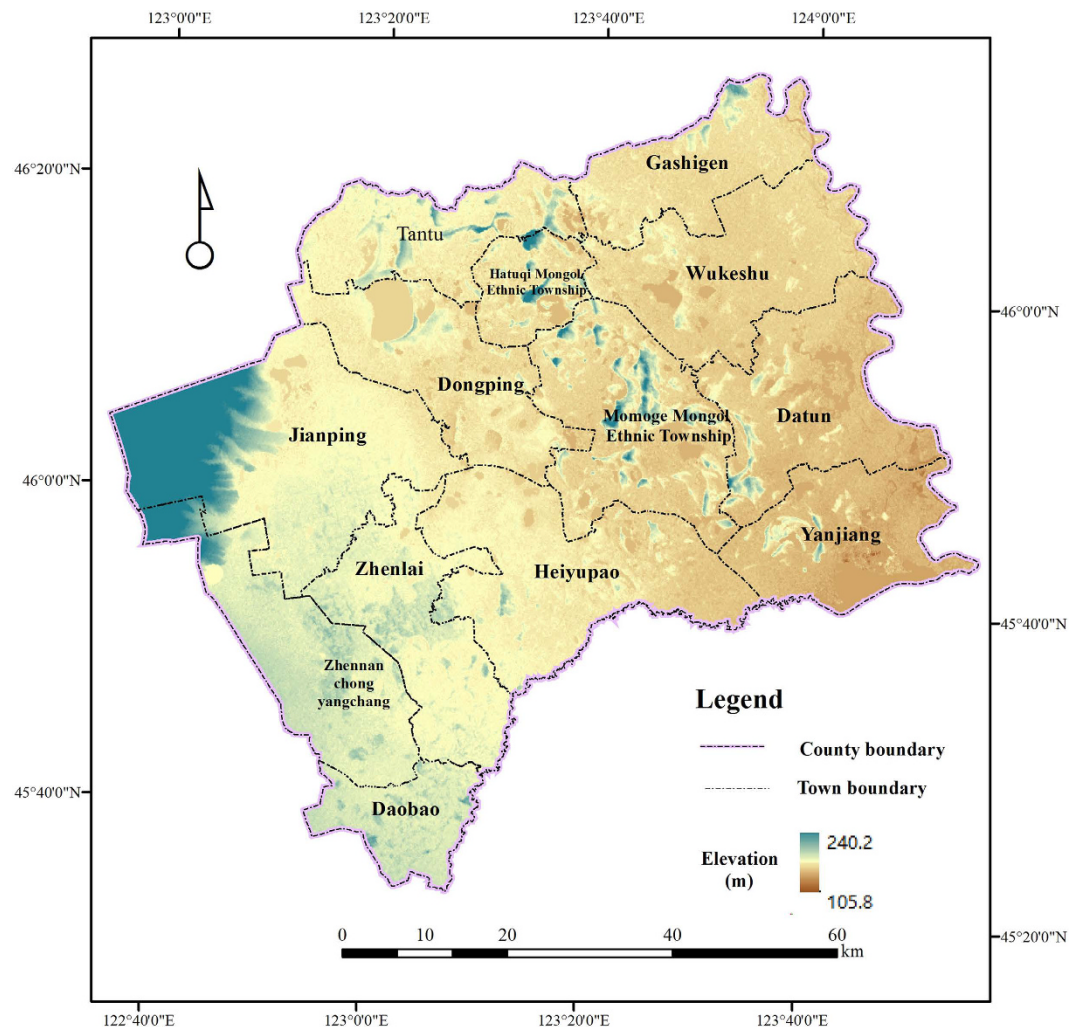 123°0'0"E
123°20'0"E
123°40'0"E
124°0'0"E
46°20'0"N
46°0'0"N
45°40'0"N
46°0'0"N
45°40'0"N
45°20'0"N
Gashigen
Tantu
Wukeshu
Hatuqi Mongol
Ethnic Township
Dongping
Momoge Mongol
Ethnic Township
Datun
Jianping
Yanjiang
Zhenlai
Heiyupao
Zhennan
chong
yangchang
Daobao
Legend
County boundary
Town boundary
Elevation
(m)
240.2
105.8
0 10 20 40 60
km
122°40'0"E
123°0'0"E
123°20'0"E
123°40'0"E